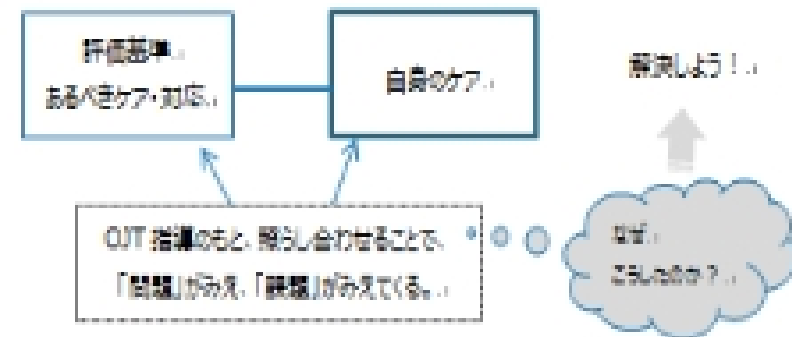 評価基準
あるべきケア・対応
自身のケア
解決しよう！
OJT 指導のもと、照らし合わせることで、
「問題」がみえ、「課題」がみえてくる。
なぜ、
こうしたのか？